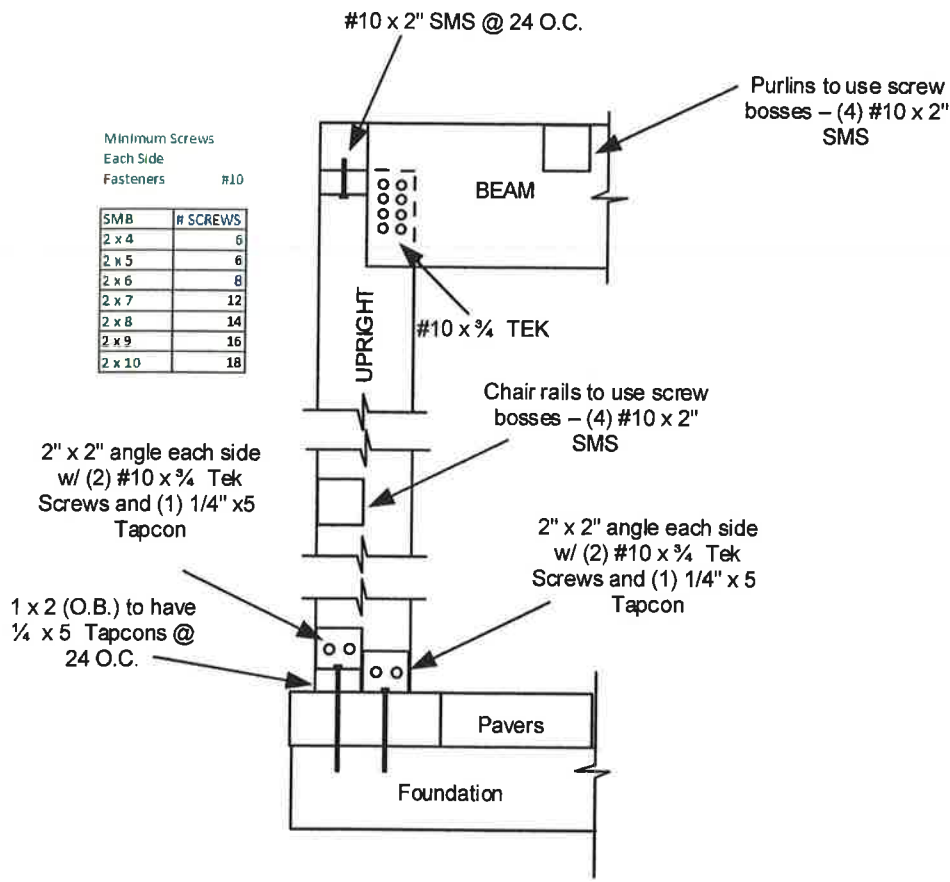 #10 x 2" SMS @ 24 O.C.
Purlins to use screw
bosses – (4) #10 x 2"
SMS
Minimum Screws
Each Side
Fasteners #10
SMB # SCREWS
2 x 4 6
2 x 5 6
2 x 6 8
2 x 7 12
2 x 8 14
2 x 9 16
2 x 10 18
BEAM
UPRIGHT
#10 x ¾ TEK
Chair rails to use screw
bosses – (4) #10 x 2"
SMS
2" x 2" angle each side
w/ (2) #10 x ¾ Tek
Screws and (1) 1/4" x5
Tapcon
2" x 2" angle each side
w/ (2) #10 x ¾ Tek
Screws and (1) 1/4" x 5
Tapcon
1 x 2 (O.B.) to have
¼ x 5 Tapcons @
24 O.C.
Pavers
Foundation